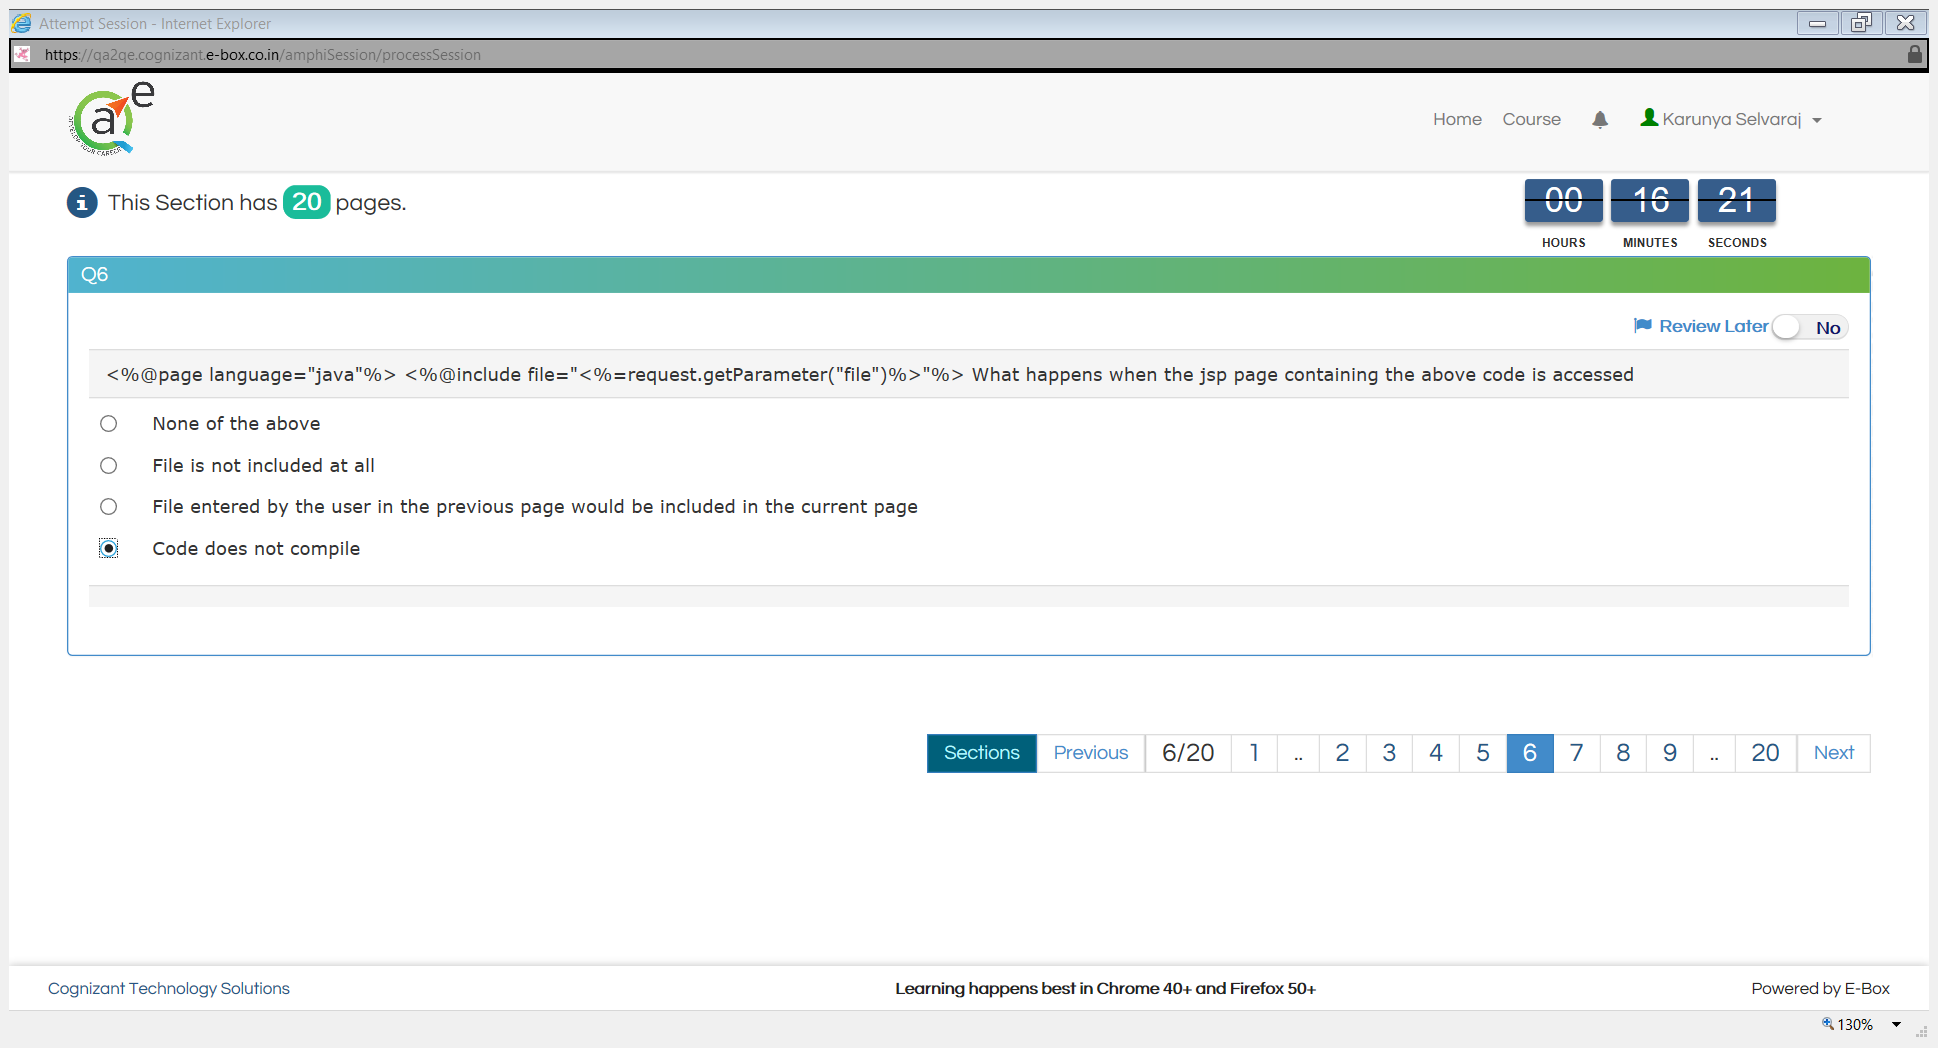 Attempt Session - Internet Explorer
https://qa2qe.cognizant.e-box.co.in/amphiSession/processSession
a e
DEVELOP YOUR CAREER
Home Course Karunya Selvaraj
This Section has 20 pages.
00 16 21
HOURS MINUTES SECONDS
Q6
Review Later No
<%@page language="java"%> <%@include file="<%=request.getParameter("file")%>"%> What happens when the jsp page containing the above code is accessed
None of the above
File is not included at all
File entered by the user in the previous page would be included in the current page
Code does not compile
Sections Previous 6/20 1 .. 2 3 4 5 6 7 8 9 .. 20 Next
Cognizant Technology Solutions Learning happens best in Chrome 40+ and Firefox 50+ Powered by E-Box
130%